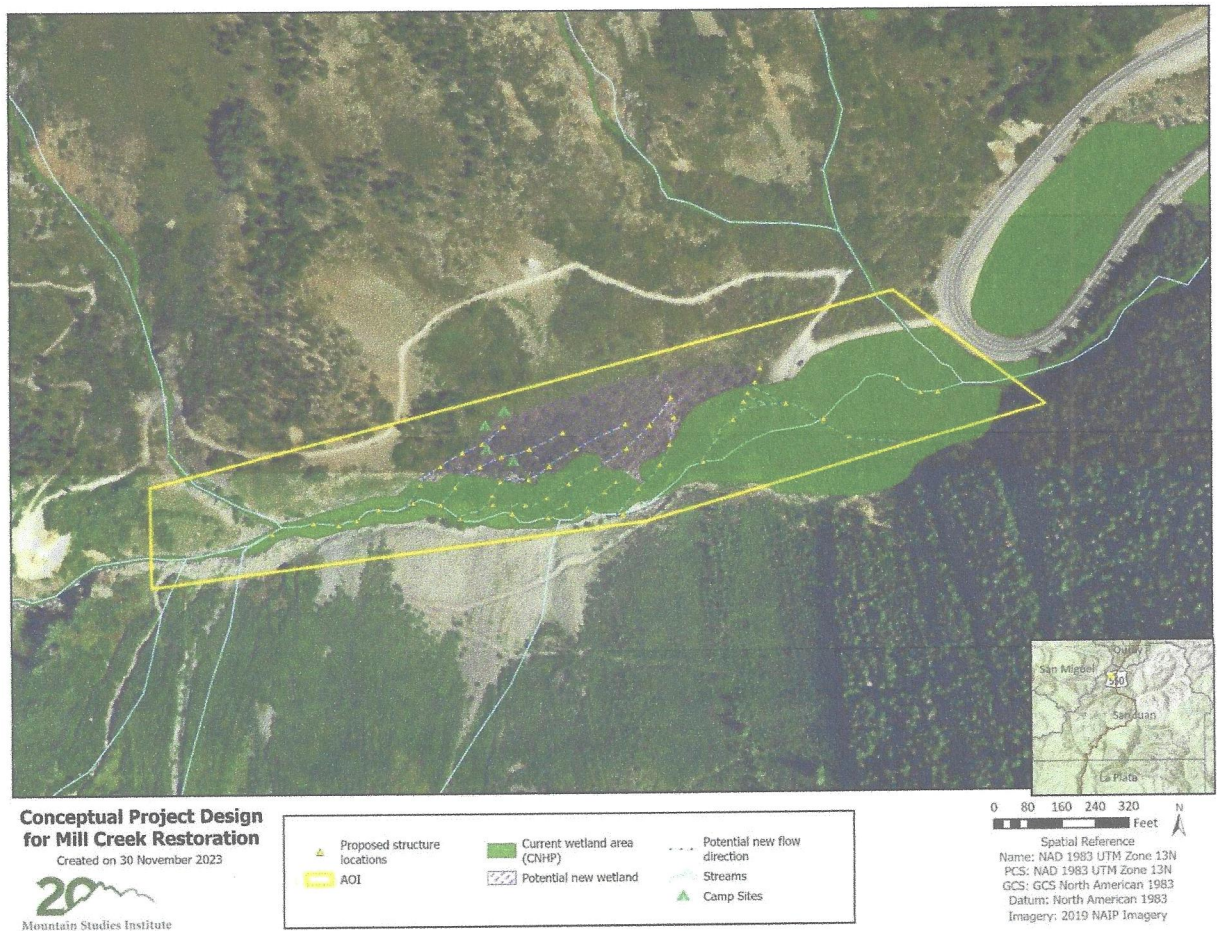 Ouray
San Miguel
550
San Juan
La Plata
Conceptual Project Design
for Mill Creek Restoration
Created on 30 November 2023
20
Mountain Studies Institute
Proposed structure
locations
AOI
Current wetland area
(CNHP)
Potential new wetland
Potential new flow
direction
Streams
Camp Sites
0 80 160 240 320
Feet
N
Spatial Reference
Name: NAD 1983 UTM Zone 13N
PCS: NAD 1983 UTM Zone 13N
GCS: GCS North American 1983
Datum: North American 1983
Imagery: 2019 NAIP Imagery